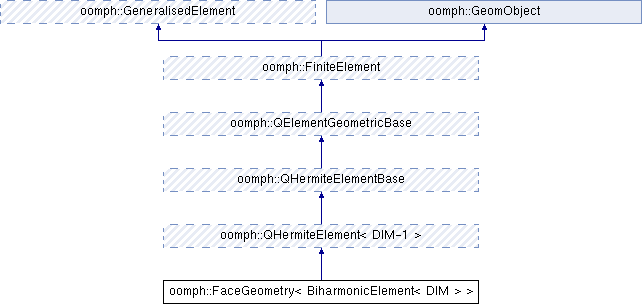 oomph::GeneralisedElement
oomph::GeomObject
oomph::FiniteElement
oomph::QElementGeometricBase
oomph::QHermiteElementBase
oomph::QHermiteElement< DIM-1 >
oomph::FaceGeometry< BiharmonicElement< DIM > >